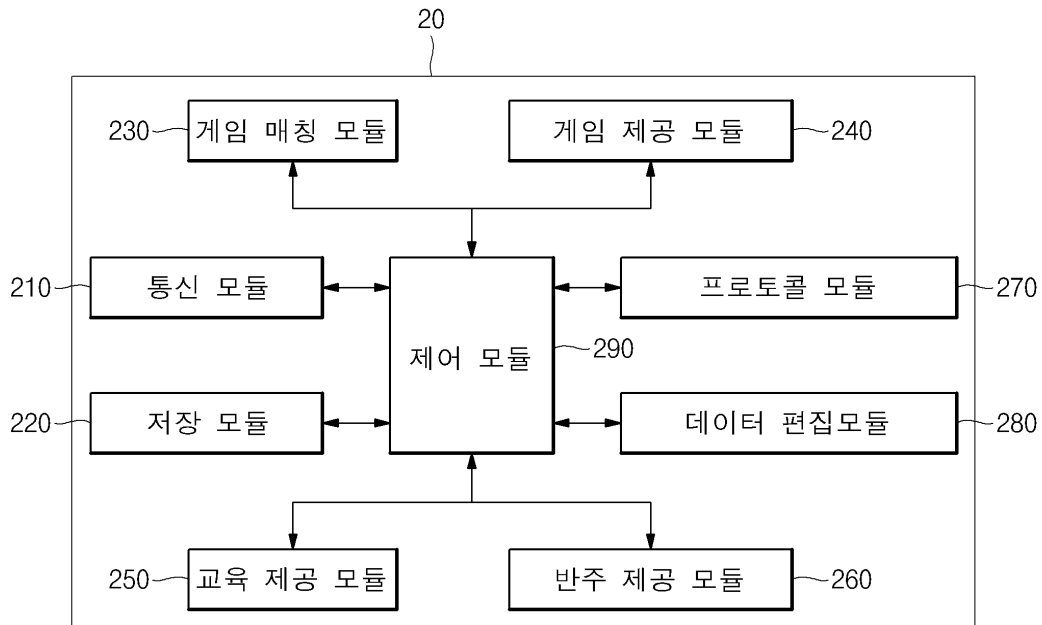 20
230 게임 매칭 모듈 게임 제공 모듈 240
210 통신 모듈 프로토콜 모듈 270
제어 모듈 290
220 저장 모듈 데이터 편집모듈 280
250 교육 제공 모듈 반주 제공 모듈 260